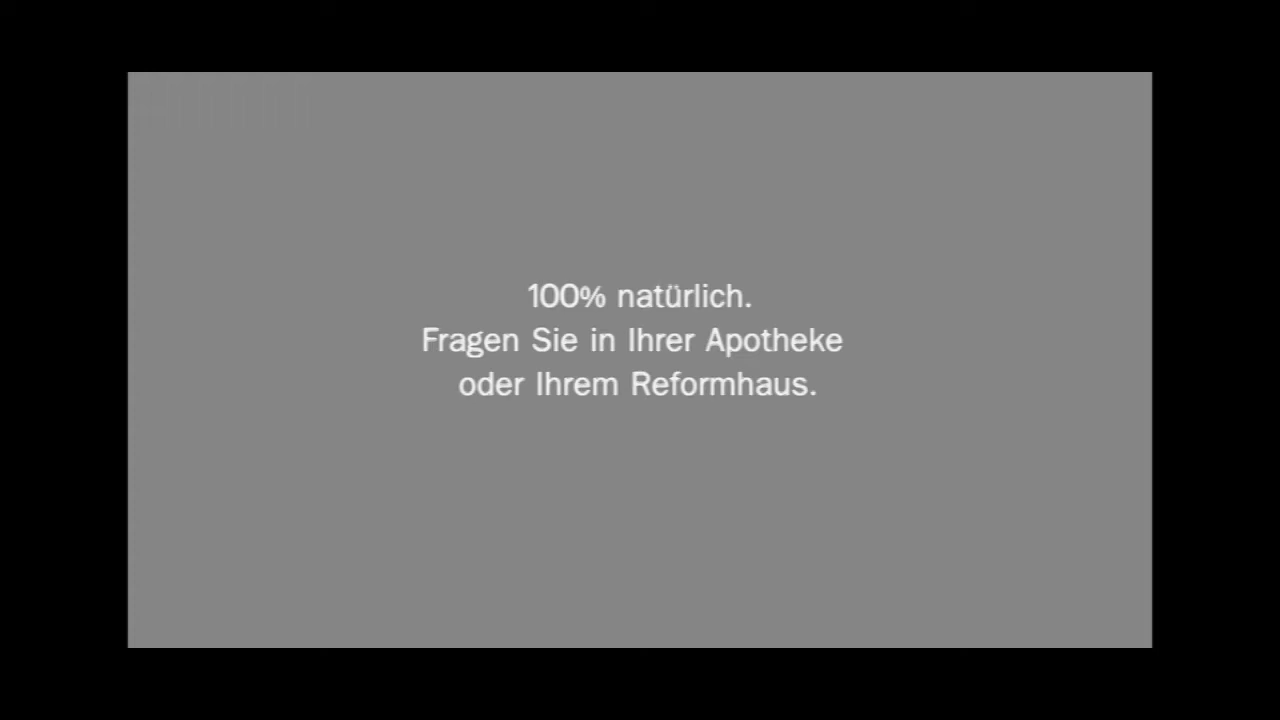 100% natürlich.
Fragen Sie in Ihrer Apotheke
oder Ihrem Reformhaus.